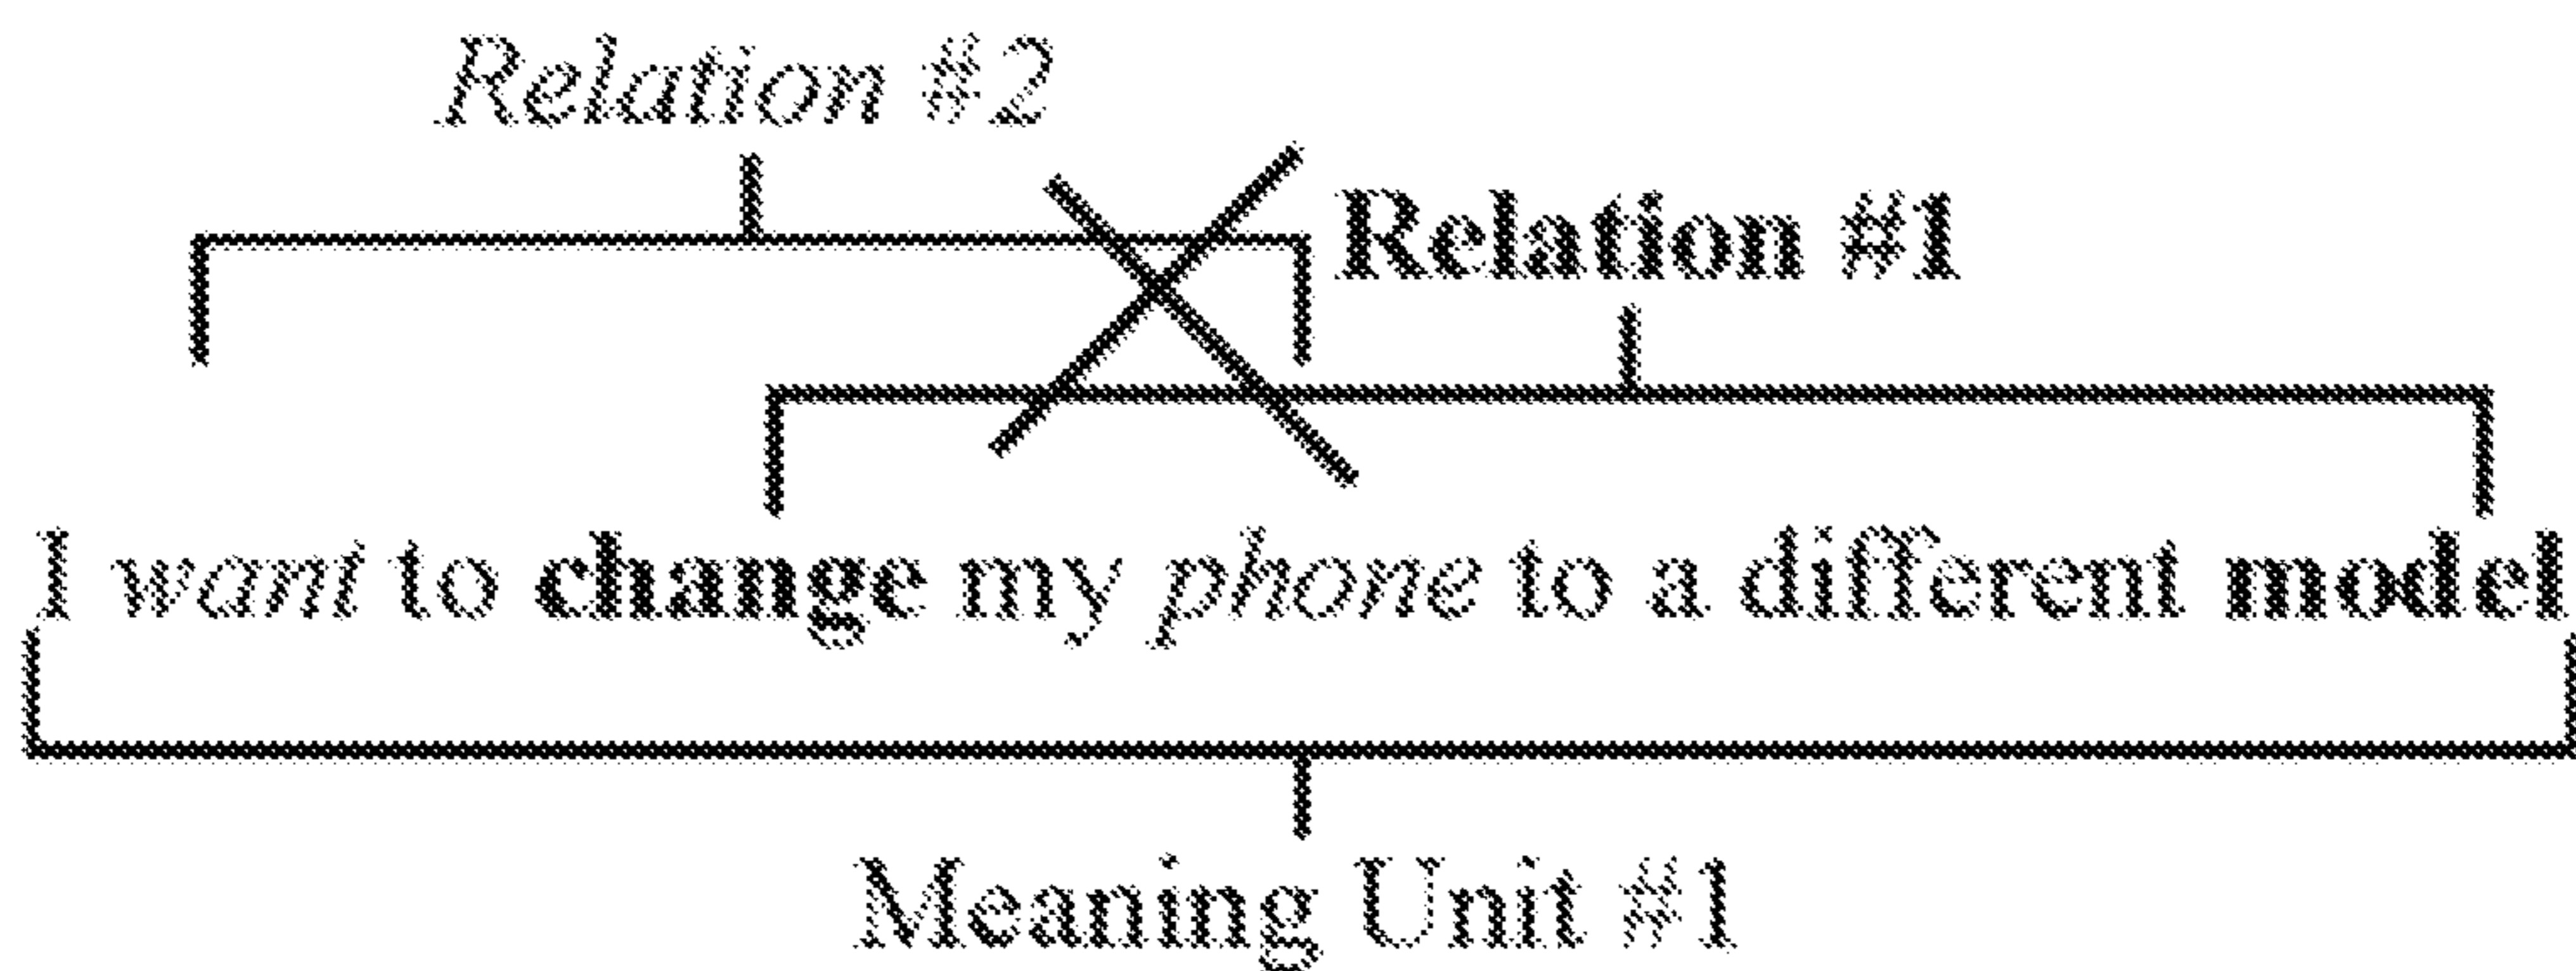 Relation #2
Relation #1
I want to change my phone to a different model
Meaning Unit #1